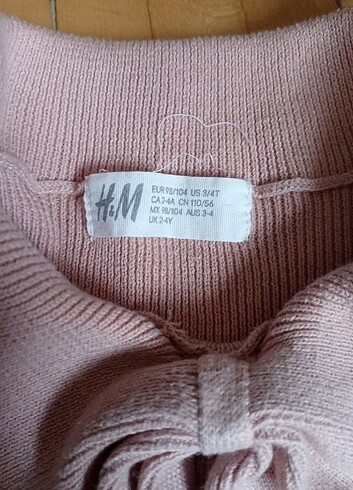 H&M
EUR 98/104 US 3/4T
CA 2-4A CN 110/56
MX 98/104 AUS 3-4
UK 2-4Y